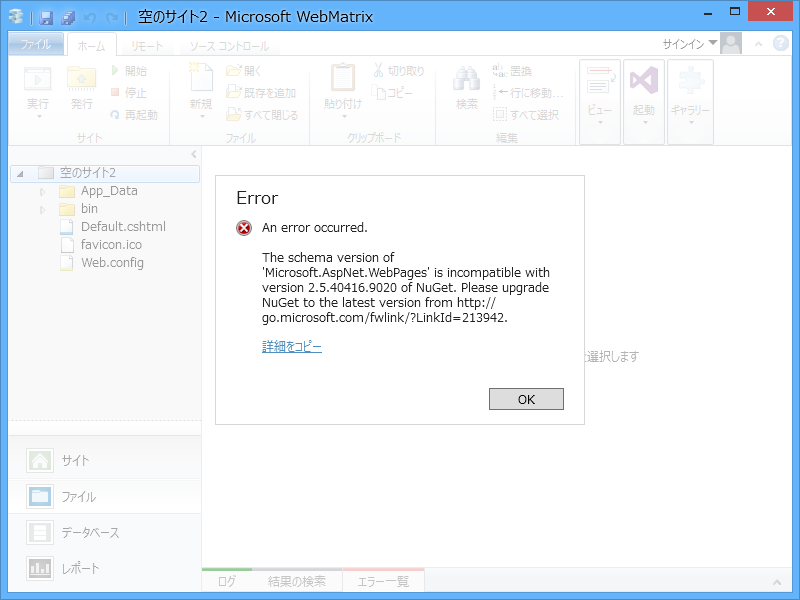 空のサイト2 - Microsoft WebMatrix
ファイル ホーム リモート ソース コントロール サインイン
実行
発行
開始
停止
再起動
サイト
新規
開く
既存を追加
すべて閉じる
ファイル
貼り付け
切り取り
コピー
クリップボード
検索
置換
行に移動...
すべて選択
編集
ビュー
起動
ギャラリー
空のサイト2
App_Data
bin
Default.cshtml
favicon.ico
Web.config
Error
An error occurred.
The schema version of
'Microsoft.AspNet.WebPages' is incompatible with
version 2.5.40416.9020 of NuGet. Please upgrade
NuGet to the latest version from http://
go.microsoft.com/fwlink/?LinkId=213942.
詳細をコピー
OK
選択します
サイト
ファイル
データベース
レポート
ログ 結果の検索 エラー一覧